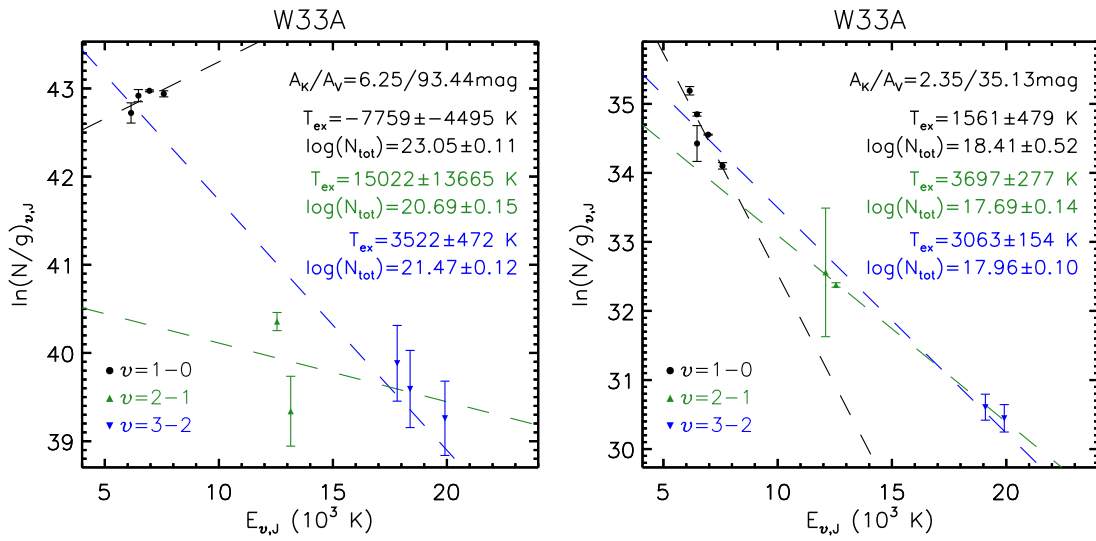 W33A
A_K/A_V=6.25/93.44mag
T_ex=−7759±−4495 K
log(N_tot)=23.05±0.11
T_ex=15022±13665 K
log(N_tot)=20.69±0.15
T_ex=3522±472 K
log(N_tot)=21.47±0.12
υ=1−0
υ=2−1
υ=3−2
43
42
41
40
39
ln(N/g)_υ,J
5 10 15 20
E_υ,J (10^3 K)
W33A
A_K/A_V=2.35/35.13mag
T_ex=1561±479 K
log(N_tot)=18.41±0.52
T_ex=3697±277 K
log(N_tot)=17.69±0.14
T_ex=3063±154 K
log(N_tot)=17.96±0.10
υ=1−0
υ=2−1
υ=3−2
35
34
33
32
31
30
ln(N/g)_υ,J
5 10 15 20
E_υ,J (10^3 K)